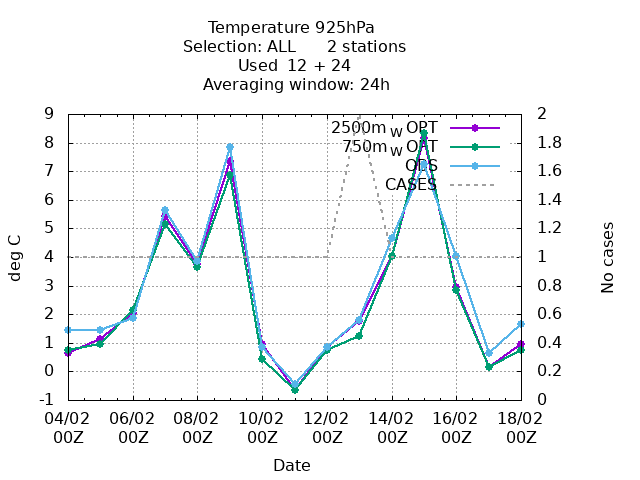 Temperature 925hPa
Selection: ALL 2 stations
Used 12 + 24
Averaging window: 24h
9 2
8 1.8
7 1.6
6 1.4
5 1.2
4 1
3 0.8
2 0.6
1 0.4
0 0.2
-1 0
2500m W OPT
750m W OPT
OBS
CASES
deg C
No cases
04/02 06/02 08/02 10/02 12/02 14/02 16/02 18/02
00Z 00Z 00Z 00Z 00Z 00Z 00Z 00Z
Date